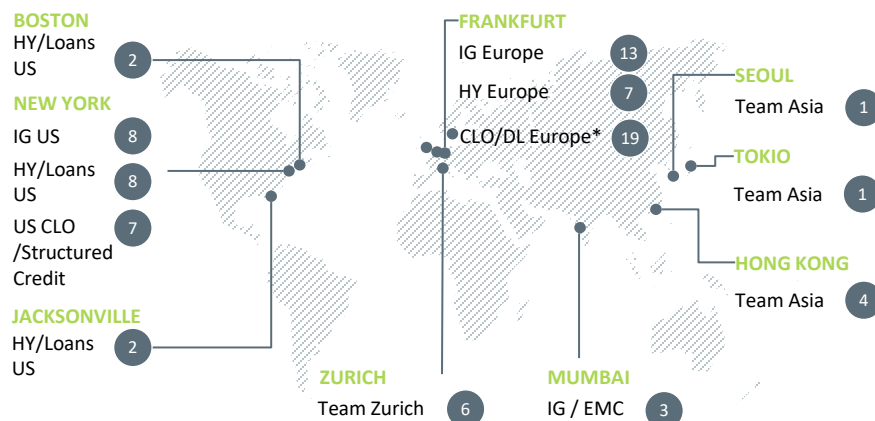 BOSTON
HY/Loans
US
2
NEW YORK
IG US
8
HY/Loans
US
8
US CLO
/Structured
Credit
7
JACKSONVILLE
HY/Loans
US
2
FRANKFURT
IG Europe
13
HY Europe
7
CLO/DL Europe*
19
ZURICH
Team Zurich
6
MUMBAI
IG / EMC
3
SEOUL
Team Asia
1
TOKIO
Team Asia
1
HONG KONG
Team Asia
4